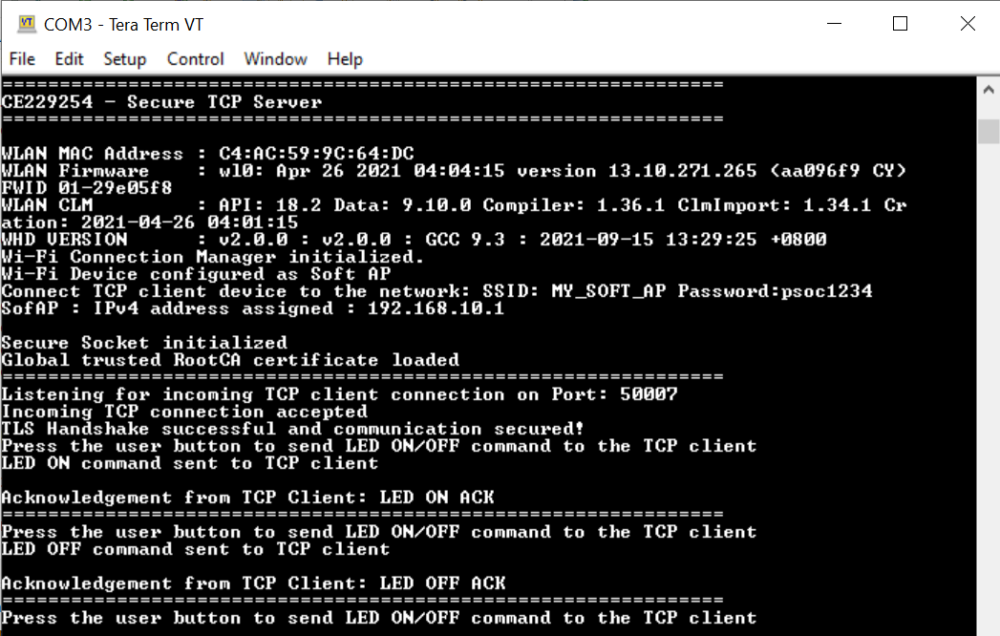 COM3 - Tera Term VT
File Edit Setup Control Window Help
===============================================================
CE229254 - Secure TCP Server
===============================================================
WLAN MAC Address : C4:AC:59:9C:64:DC
WLAN Firmware    : wl0: Apr 26 2021 04:04:15 version 13.10.271.265 (aa096f9 CY)
FWID 01-29e05f8
WLAN CLM         : API: 18.2 Data: 9.10.0 Compiler: 1.36.1 ClmImport: 1.34.1 Cr
ation: 2021-04-26 04:01:15
WHD VERSION      : v2.0.0 : v2.0.0 : GCC 9.3 : 2021-09-15 13:29:25 +0800
Wi-Fi Connection Manager initialized.
Wi-Fi Device configured as Soft AP
Connect TCP client device to the network: SSID: MY_SOFT_AP Password:psoc1234
SofAP : IPv4 address assigned : 192.168.10.1
Secure Socket initialized
Global trusted RootCA certificate loaded
===============================================================
Listening for incoming TCP client connection on Port: 50007
Incoming TCP connection accepted
TLS Handshake successful and communication secured!
Press the user button to send LED ON/OFF command to the TCP client
LED ON command sent to TCP client
Acknowledgement from TCP Client: LED ON ACK
===============================================================
Press the user button to send LED ON/OFF command to the TCP client
LED OFF command sent to TCP client
Acknowledgement from TCP Client: LED OFF ACK
===============================================================
Press the user button to send LED ON/OFF command to the TCP client